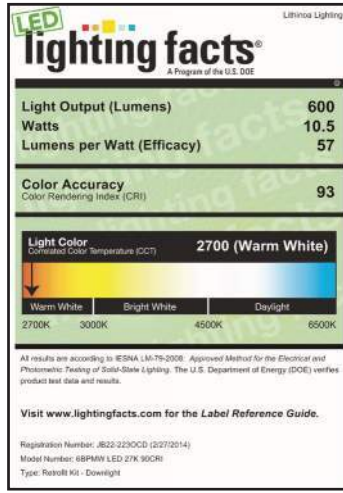 LED
Lithinoa Lighting
lighting facts®
A Program of the U.S. DOE
Light Output (Lumens) 600
Watts 10.5
Lumens per Watt (Efficacy) 57
Color Accuracy
Color Rendering Index (CRI) 93
Light Color
Correlated Color Temperature (CCT) 2700 (Warm White)
Warm White Bright White Daylight
2700K 3000K 4500K 6500K
All results are according to IESNA LM-79-2008: Approved Method for the Electrical and
Photometric Testing of Solid-State Lighting. The U.S. Department of Energy (DOE) verifies
product test data and results.
Visit www.lightingfacts.com for the Label Reference Guide.
Registration Number: JB22-223OCD (2/27/2014)
Model Number: 6BPMW LED 27K 90CRI
Type: Retrofit Kit - Downlight